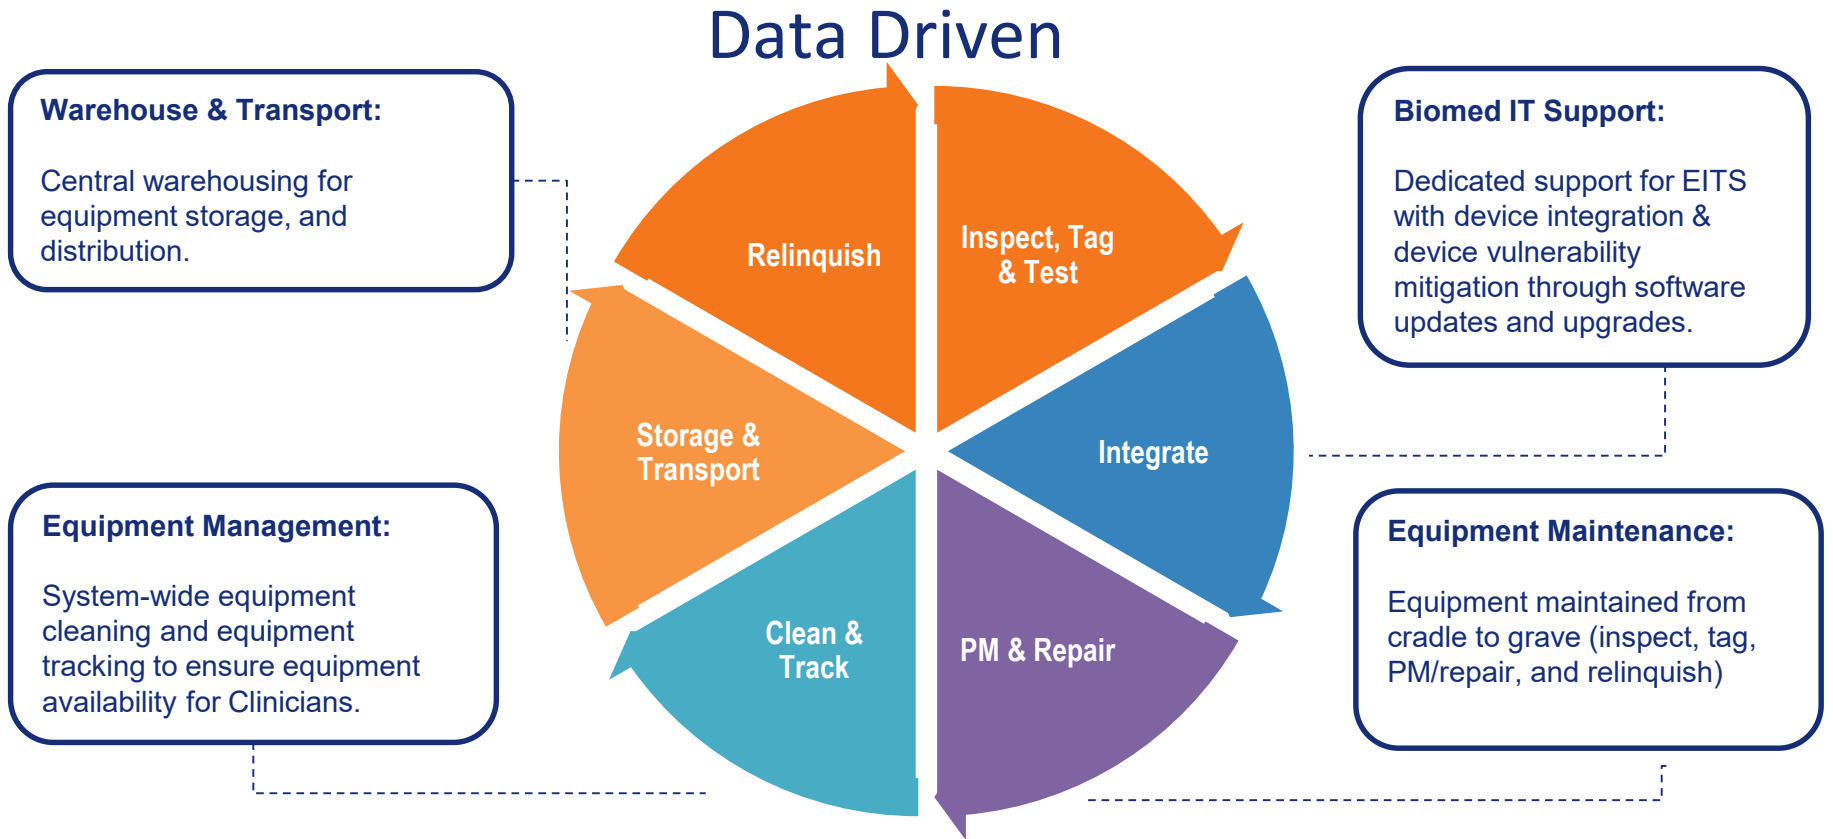 Data Driven
Warehouse & Transport:
Central warehousing for
equipment storage, and
distribution.
Biomed IT Support:
Dedicated support for EITS
with device integration &
device vulnerability
mitigation through software
updates and upgrades.
Relinquish
Inspect, Tag
& Test
Storage &
Transport
Integrate
Clean &
Track
PM & Repair
Equipment Management:
System-wide equipment
cleaning and equipment
tracking to ensure equipment
availability for Clinicians.
Equipment Maintenance:
Equipment maintained from
cradle to grave (inspect, tag,
PM/repair, and relinquish)